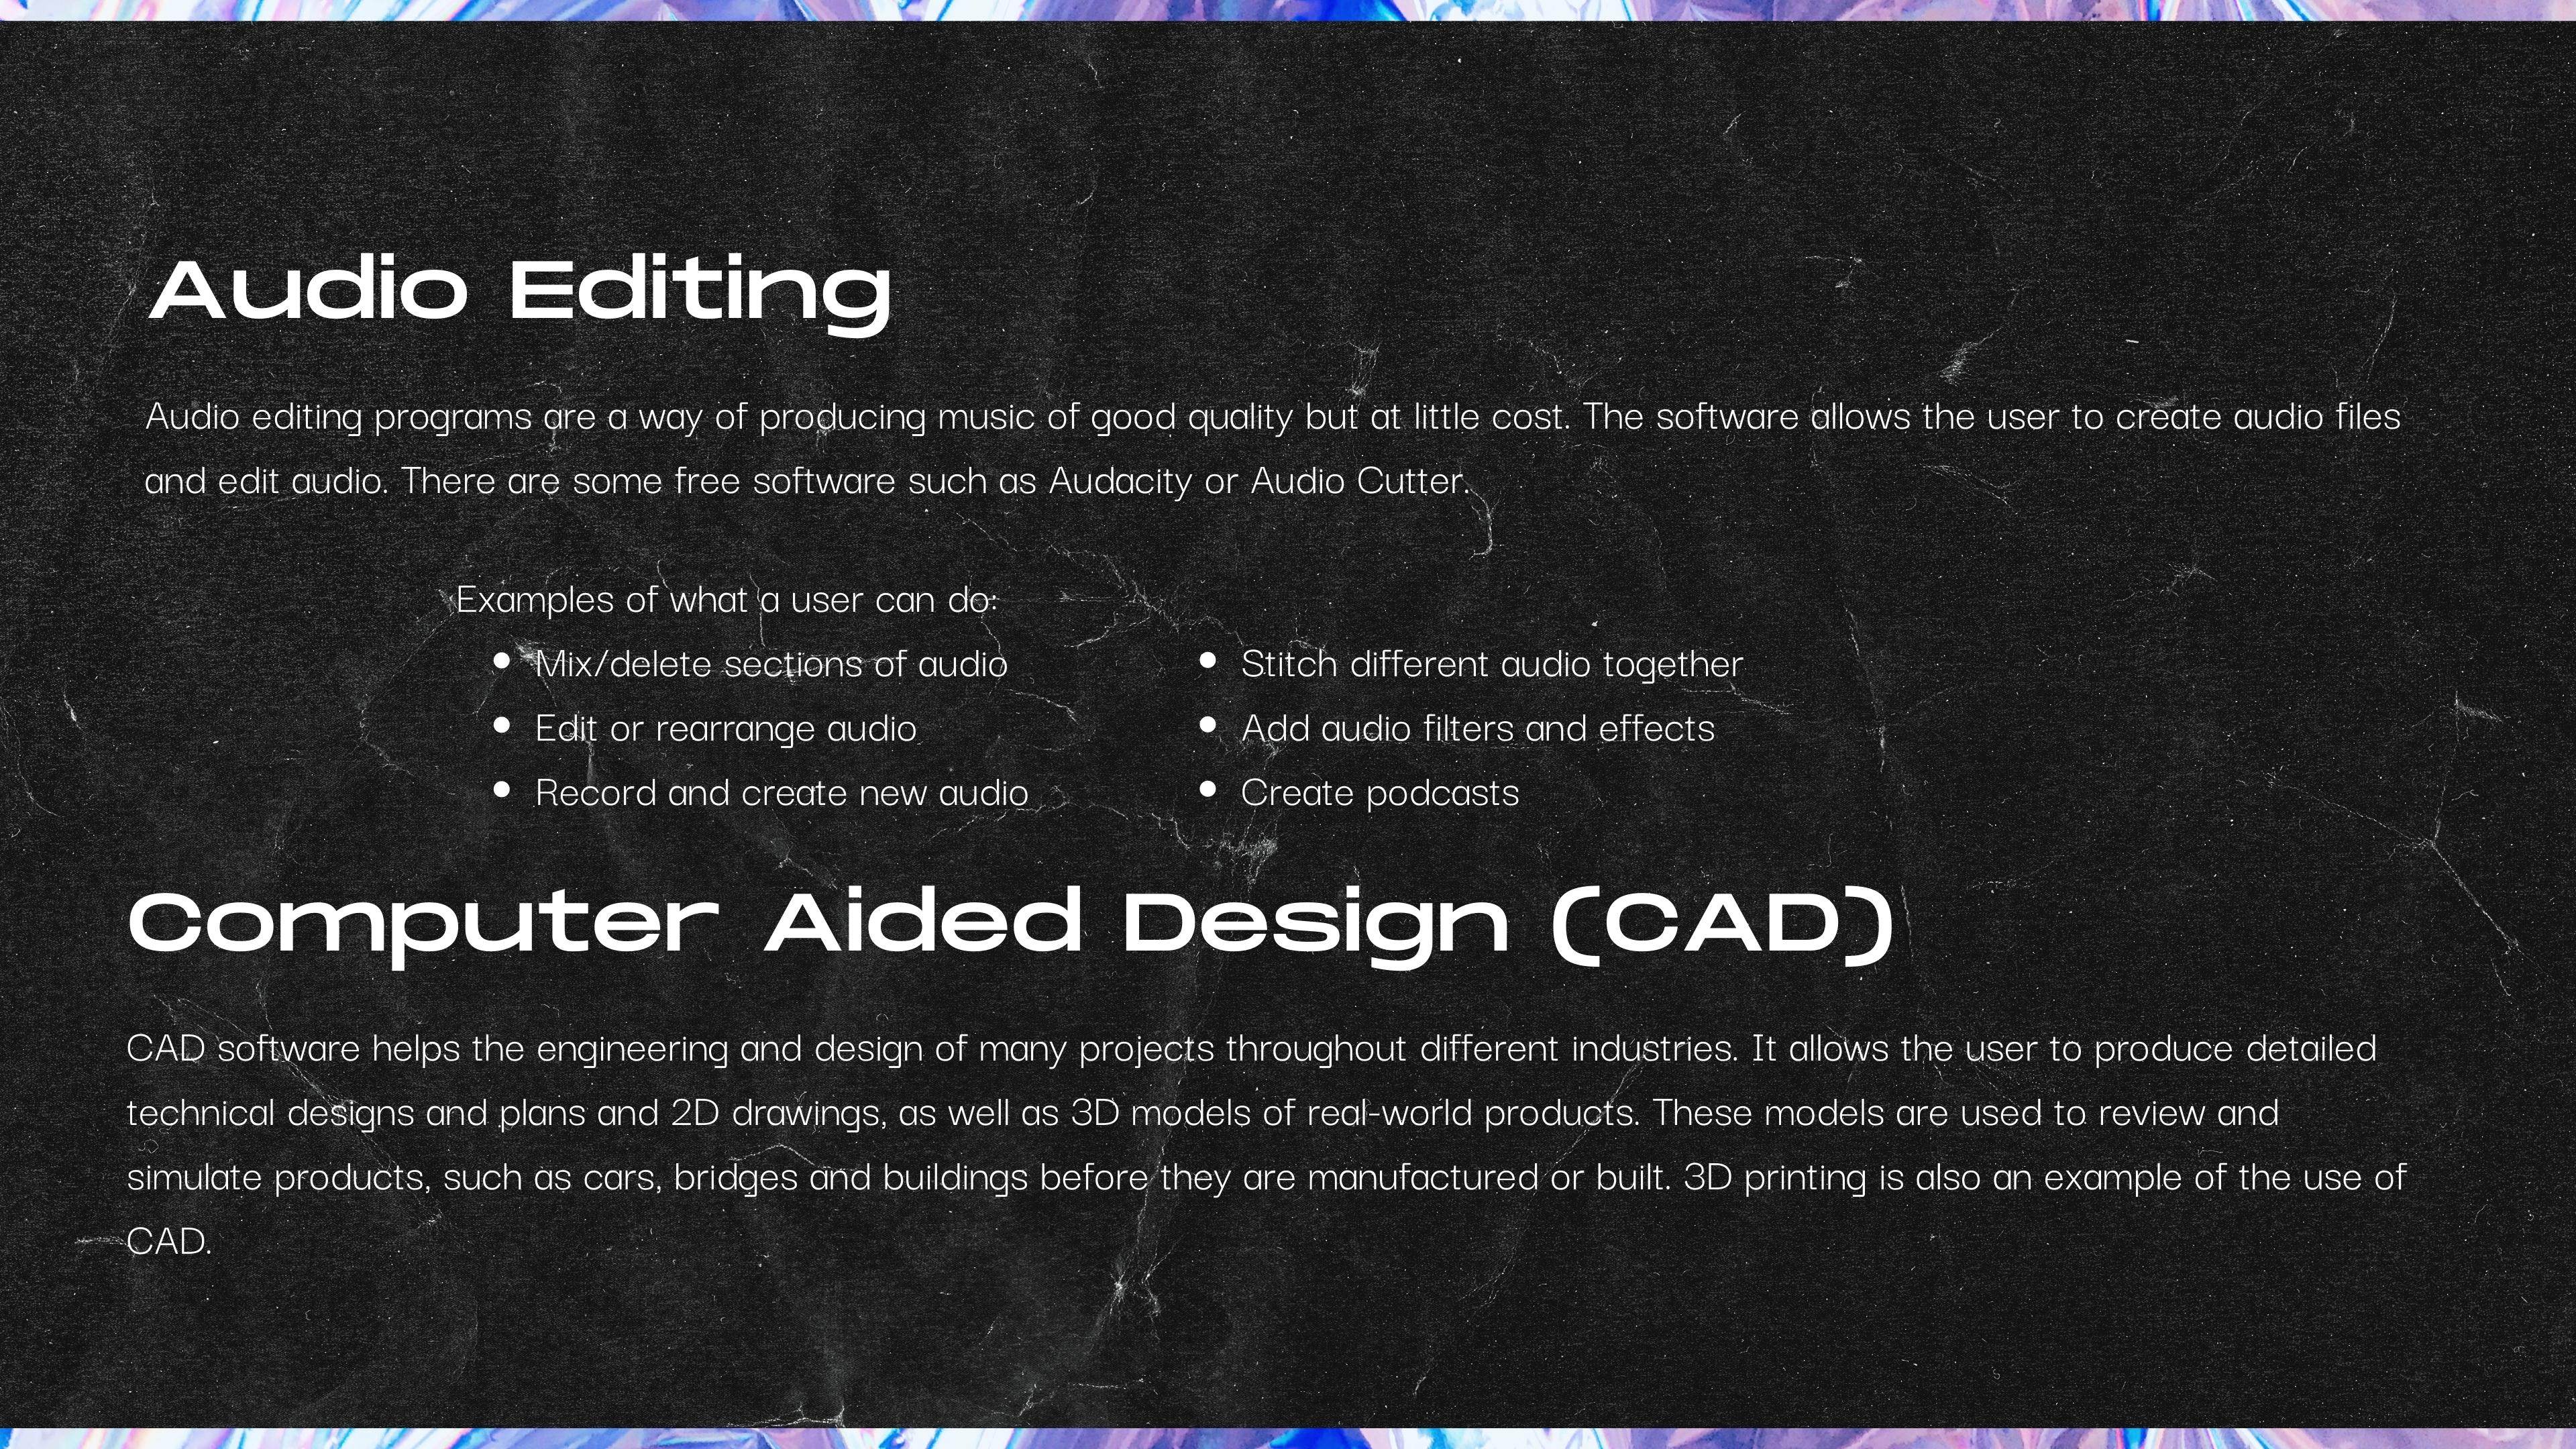 Audio Editing
Audio editing programs are a way of producing music of good quality but at little cost. The software allows the user to create audio files
and edit audio. There are some free software such as Audacity or Audio Cutter.
Examples of what a user can do:
• Mix/delete sections of audio
• Edit or rearrange audio
• Record and create new audio
• Stitch different audio together
• Add audio filters and effects
• Create podcasts
Computer Aided Design (CAD)
CAD software helps the engineering and design of many projects throughout different industries. It allows the user to produce detailed
technical designs and plans and 2D drawings, as well as 3D models of real-world products. These models are used to review and
simulate products, such as cars, bridges and buildings before they are manufactured or built. 3D printing is also an example of the use of
CAD.